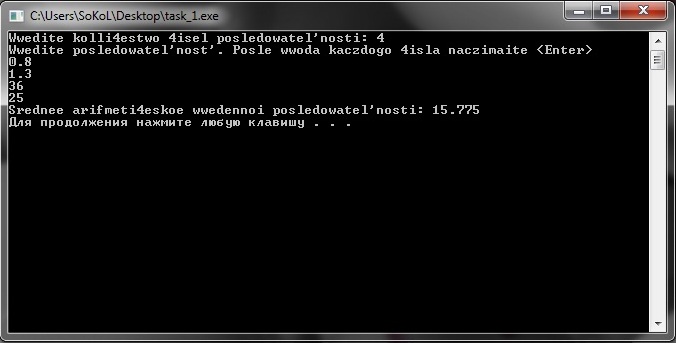 C:\Users\SoKoL\Desktop\task_1.exe
Wwedite kolli4estwo 4isel posledowatel'nosti: 4
Wwedite posledowatel'nost'. Posle wwoda kaczdogo 4isla naczimaite <Enter>
0.8
1.3
36
25
Srednee arifmeti4eskoe wwedennoi posledowatel'nosti: 15.775
Для продолжения нажмите любую клавишу . . .